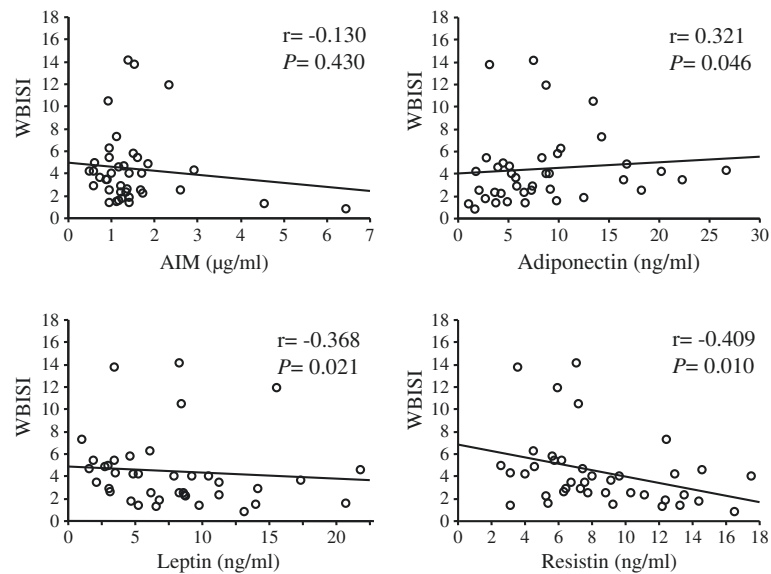 18
16
14
12
10
8
6
4
2
0
WBISI
r= -0.130
P= 0.430
0 1 2 3 4 5 6 7
AIM (µg/ml)
18
16
14
12
10
8
6
4
2
0
WBISI
r= 0.321
P= 0.046
0 5 10 15 20 25 30
Adiponectin (ng/ml)
18
16
14
12
10
8
6
4
2
0
WBISI
r= -0.368
P= 0.021
0 5 10 15 20
Leptin (ng/ml)
18
16
14
12
10
8
6
4
2
0
WBISI
r= -0.409
P= 0.010
0 2 4 6 8 10 12 14 16 18
Resistin (ng/ml)